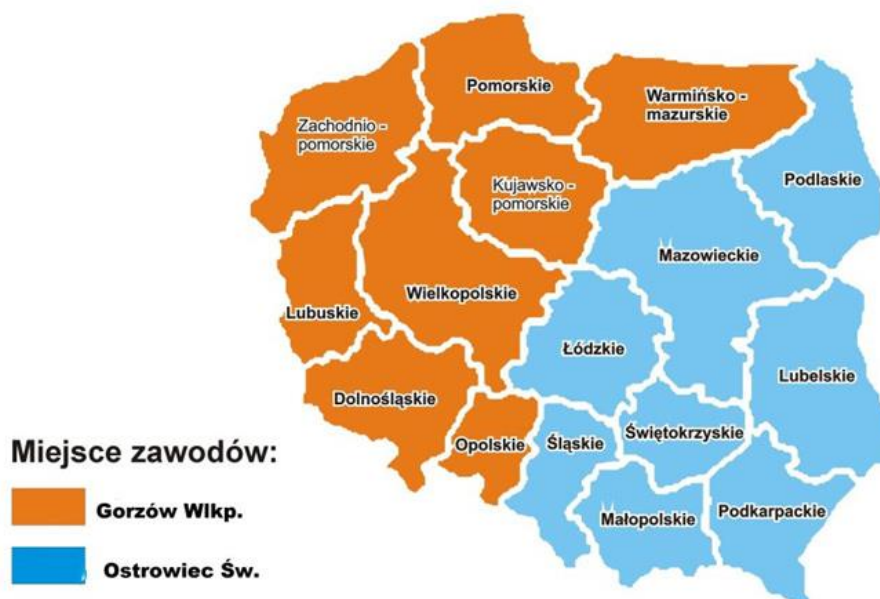 Pomorskie
Warmińsko -
mazurskie
Zachodnio -
pomorskie
Podlaskie
Kujawsko -
pomorskie
Mazowieckie
Wielkopolskie
Lubuskie
Łódzkie
Lubelskie
Dolnośląskie
Opolskie
Śląskie
Świętokrzyskie
Małopolskie
Podkarpackie
Miejsce zawodów:
Gorzów Wlkp.
Ostrowiec Św.